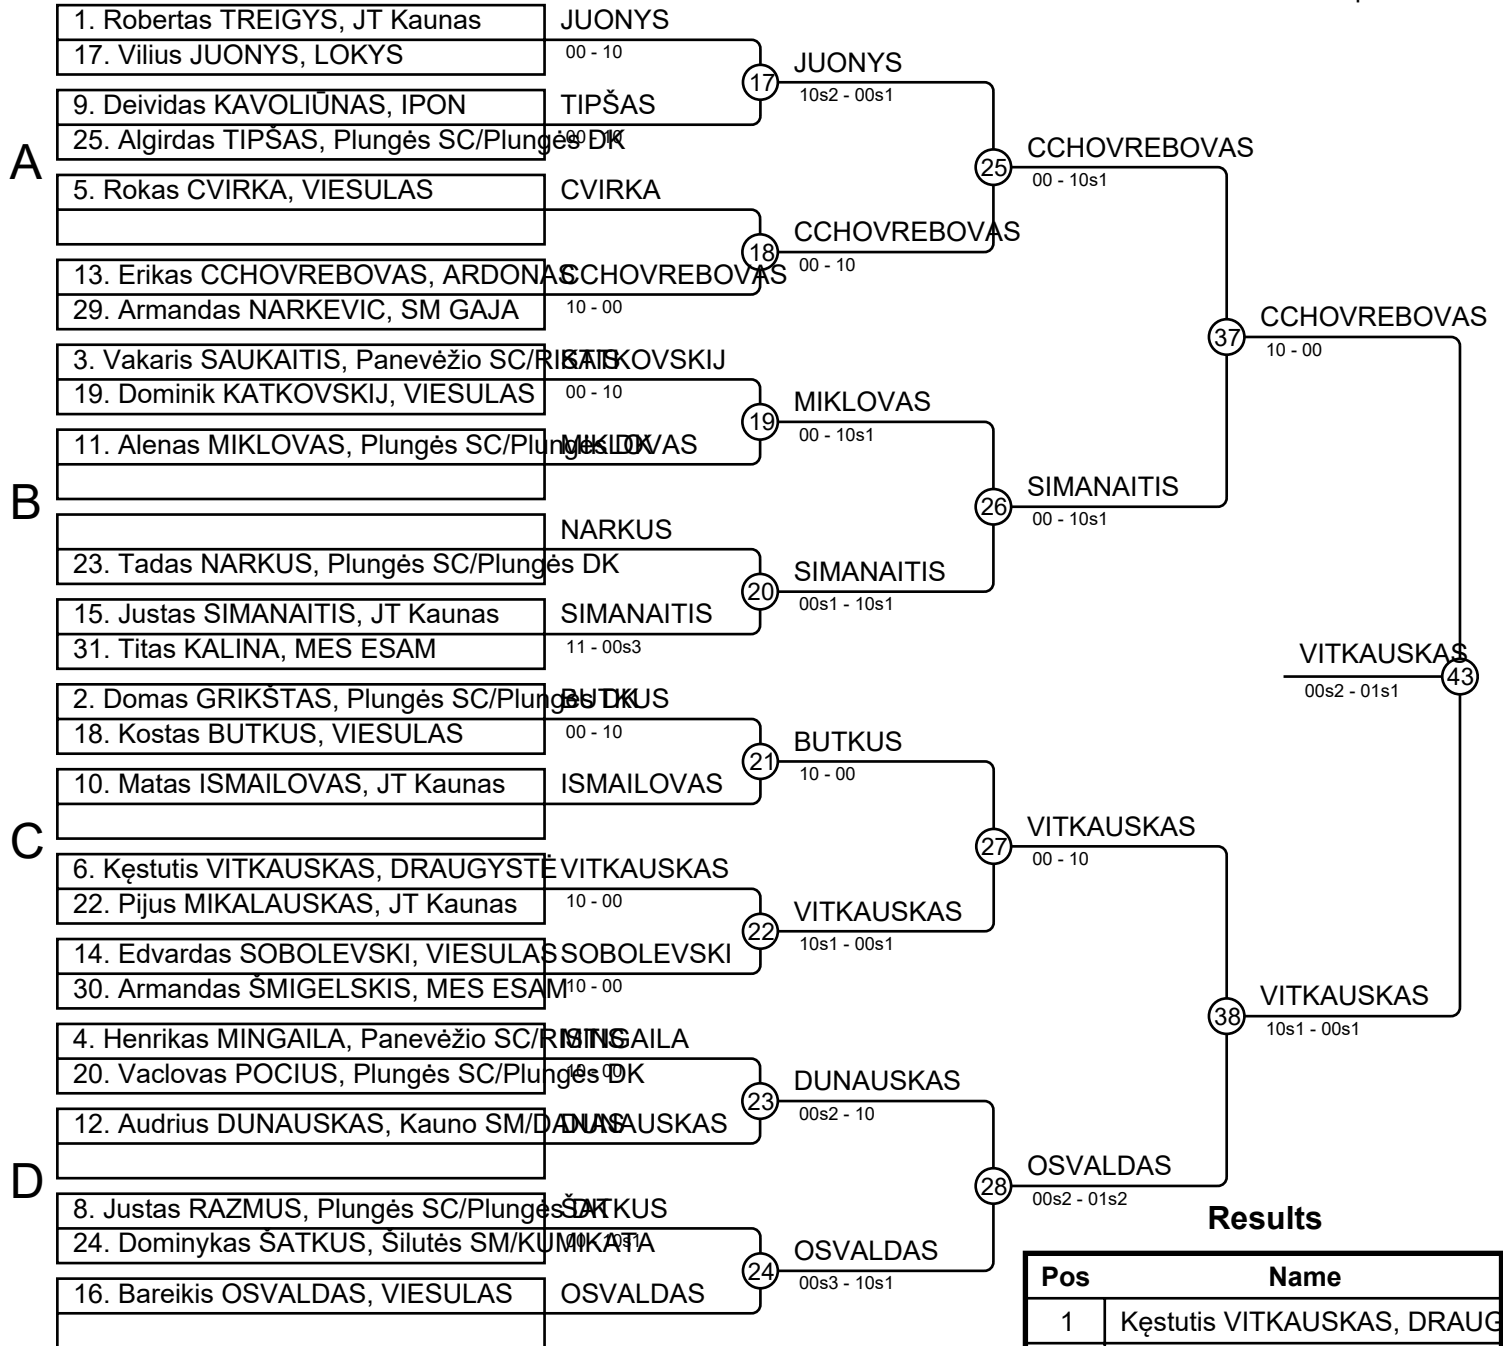 1. Robertas TREIGYS, JT Kaunas
17. Vilius JUONYS, LOKYS
JUONYS
00 - 10
9. Deividas KAVOLIŪNAS, IPON
25. Algirdas TIPŠAS, Plungės SC/Plungės DK
TIPŠAS
00 - 10
17
JUONYS
10s2 - 00s1
A
5. Rokas CVIRKA, VIESULAS
CVIRKA
13. Erikas CCHOVREBOVAS, ARDONAS
29. Armandas NARKEVIC, SM GAJA
CCHOVREBOVAS
10 - 00
18
CCHOVREBOVAS
00 - 10
25
CCHOVREBOVAS
00 - 10s1
3. Vakaris SAUKAITIS, Panevėžio SC/RIMTIS
19. Dominik KATKOVSKIJ, VIESULAS
KATKOVSKIJ
00 - 10
11. Alenas MIKLOVAS, Plungės SC/Plungės DK
MIKLOVAS
19
MIKLOVAS
00 - 10s1
B
23. Tadas NARKUS, Plungės SC/Plungės DK
NARKUS
15. Justas SIMANAITIS, JT Kaunas
31. Titas KALINA, MES ESAM
SIMANAITIS
11 - 00s3
20
SIMANAITIS
00s1 - 10s1
26
SIMANAITIS
00 - 10s1
37
CCHOVREBOVAS
10 - 00
2. Domas GRIKŠTAS, Plungės SC/Plungės DK
18. Kostas BUTKUS, VIESULAS
BUTKUS
00 - 10
10. Matas ISMAILOVAS, JT Kaunas
ISMAILOVAS
21
BUTKUS
10 - 00
C
6. Kęstutis VITKAUSKAS, DRAUGYSTĖ
22. Pijus MIKALAUSKAS, JT Kaunas
VITKAUSKAS
10 - 00
14. Edvardas SOBOLEVSKI, VIESULAS
30. Armandas ŠMIGELSKIS, MES ESAM
SOBOLEVSKI
10 - 00
22
VITKAUSKAS
10s1 - 00s1
27
VITKAUSKAS
00 - 10
4. Henrikas MINGAILA, Panevėžio SC/RIMTIS
20. Vaclovas POCIUS, Plungės SC/Plungės DK
MINGAILA
10 - 00
12. Audrius DUNAUSKAS, Kauno SM/DANAS
DUNAUSKAS
23
DUNAUSKAS
00s2 - 10
D
8. Justas RAZMUS, Plungės SC/Plungės DK
24. Dominykas ŠATKUS, Šilutės SM/KUMIKATA
ŠATKUS
00 - 10s1
16. Bareikis OSVALDAS, VIESULAS
OSVALDAS
24
OSVALDAS
00s3 - 10s1
28
OSVALDAS
00s2 - 01s2
38
VITKAUSKAS
10s1 - 00s1
VITKAUSKAS
43
00s2 - 01s1
Results
Pos Name
1 Kęstutis VITKAUSKAS, DRAUG